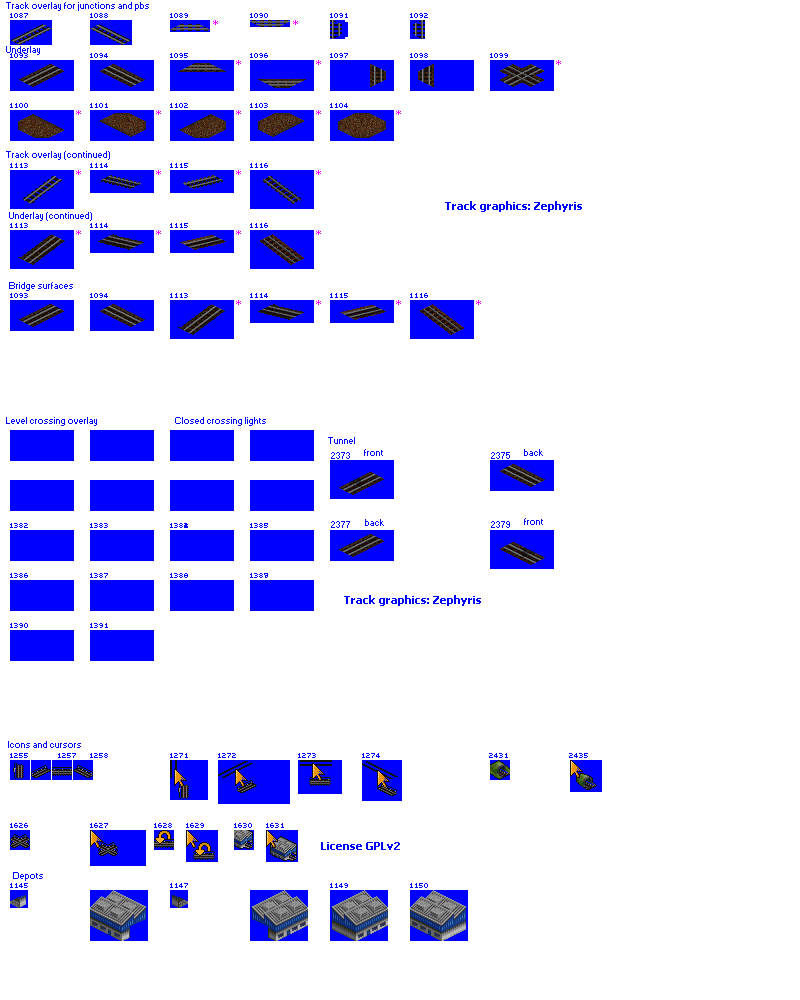 Track overlay for junctions and pbs
1087 1088 1089 * 1090 * 1091 1092
Underlay
1093 1094 1095 * 1096 * 1097 1098 1099 *
1100 * 1101 * 1102 * 1103 * 1104 *
Track overlay (continued)
1113 * 1114 * 1115 * 1116 *
Track graphics: Zephyris
Underlay (continued)
1113 * 1114 * 1115 * 1116 *
Bridge surfaces
1093 1094 1113 * 1114 * 1115 * 1116 *
Level crossing overlay Closed crossing lights
Tunnel
2373 front 2375 back
1382 1383 1385
2377 back 2379 front
1386 1387
Track graphics: Zephyris
1390 1391
Icons and cursors
1255 1257 1258 1271 1272 1273 1274 2431 2435
1626 1627 1628 1629 1630 1631
License GPLv2
Depots
1145 1147 1149 1150